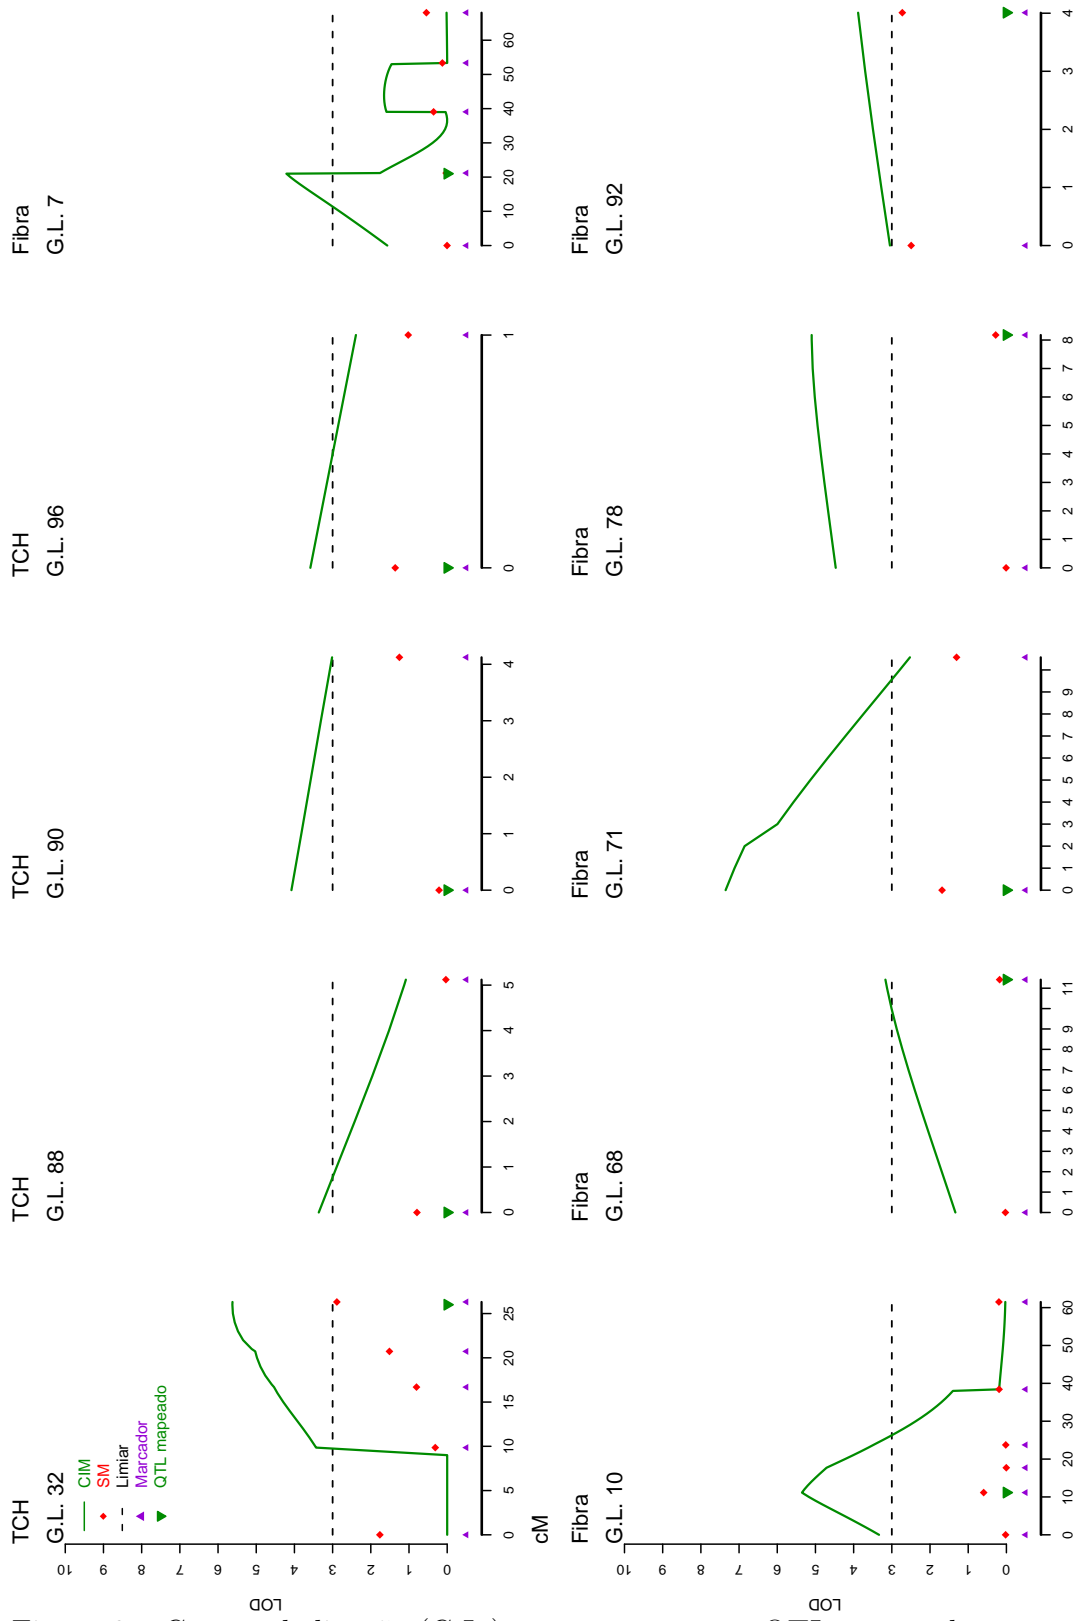 TCH
G.L. 32
CIM
SM
Limiar
Marcador
QTL mapeado
LOD
10 9 8 7 6 5 4 3 2 1 0
0 5 10 15 20 25
cM
TCH
G.L. 88
0 1 2 3 4 5
TCH
G.L. 90
0 1 2 3 4
TCH
G.L. 96
0 1
Fibra
G.L. 7
0 10 20 30 40 50 60
Fibra
G.L. 10
LOD
10 9 8 7 6 5 4 3 2 1 0
0 10 20 30 40 50 60
Fibra
G.L. 68
0 1 2 3 4 5 6 7 8 9 11
Fibra
G.L. 71
0 1 2 3 4 5 6 7 8 9
Fibra
G.L. 78
0 1 2 3 4 5 6 7 8
Fibra
G.L. 92
0 1 2 3 4